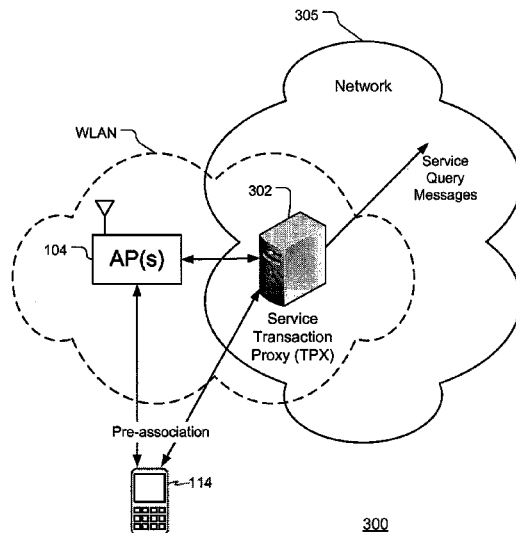 305
Network
WLAN
302
Service
Query
Messages
104
AP(s)
Service
Transaction
Proxy (TPX)
Pre-association
114
300